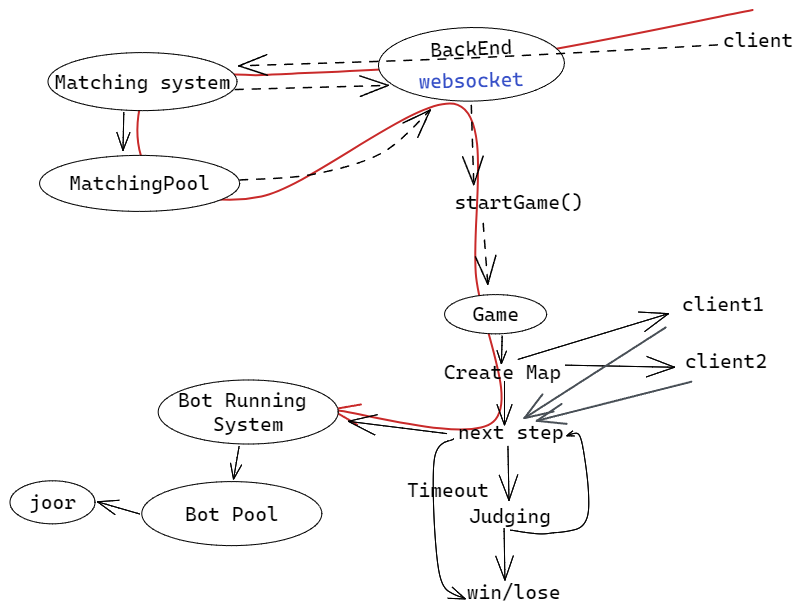 client
BackEnd
websocket
Matching system
MatchingPool
startGame()
Game
client1
client2
Create Map
Bot Running
System
next step
Timeout
joor
Bot Pool
Judging
win/lose